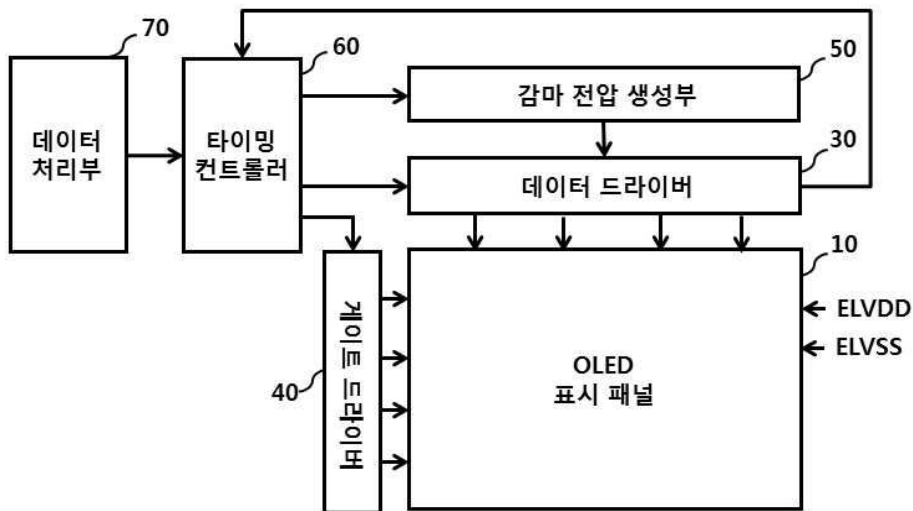 70
60
50
데이터
처리부
타이밍
컨트롤러
감마 전압 생성부
30
데이터 드라이버
10
게이트 드라이버
40
OLED
표시 패널
ELVDD
ELVSS